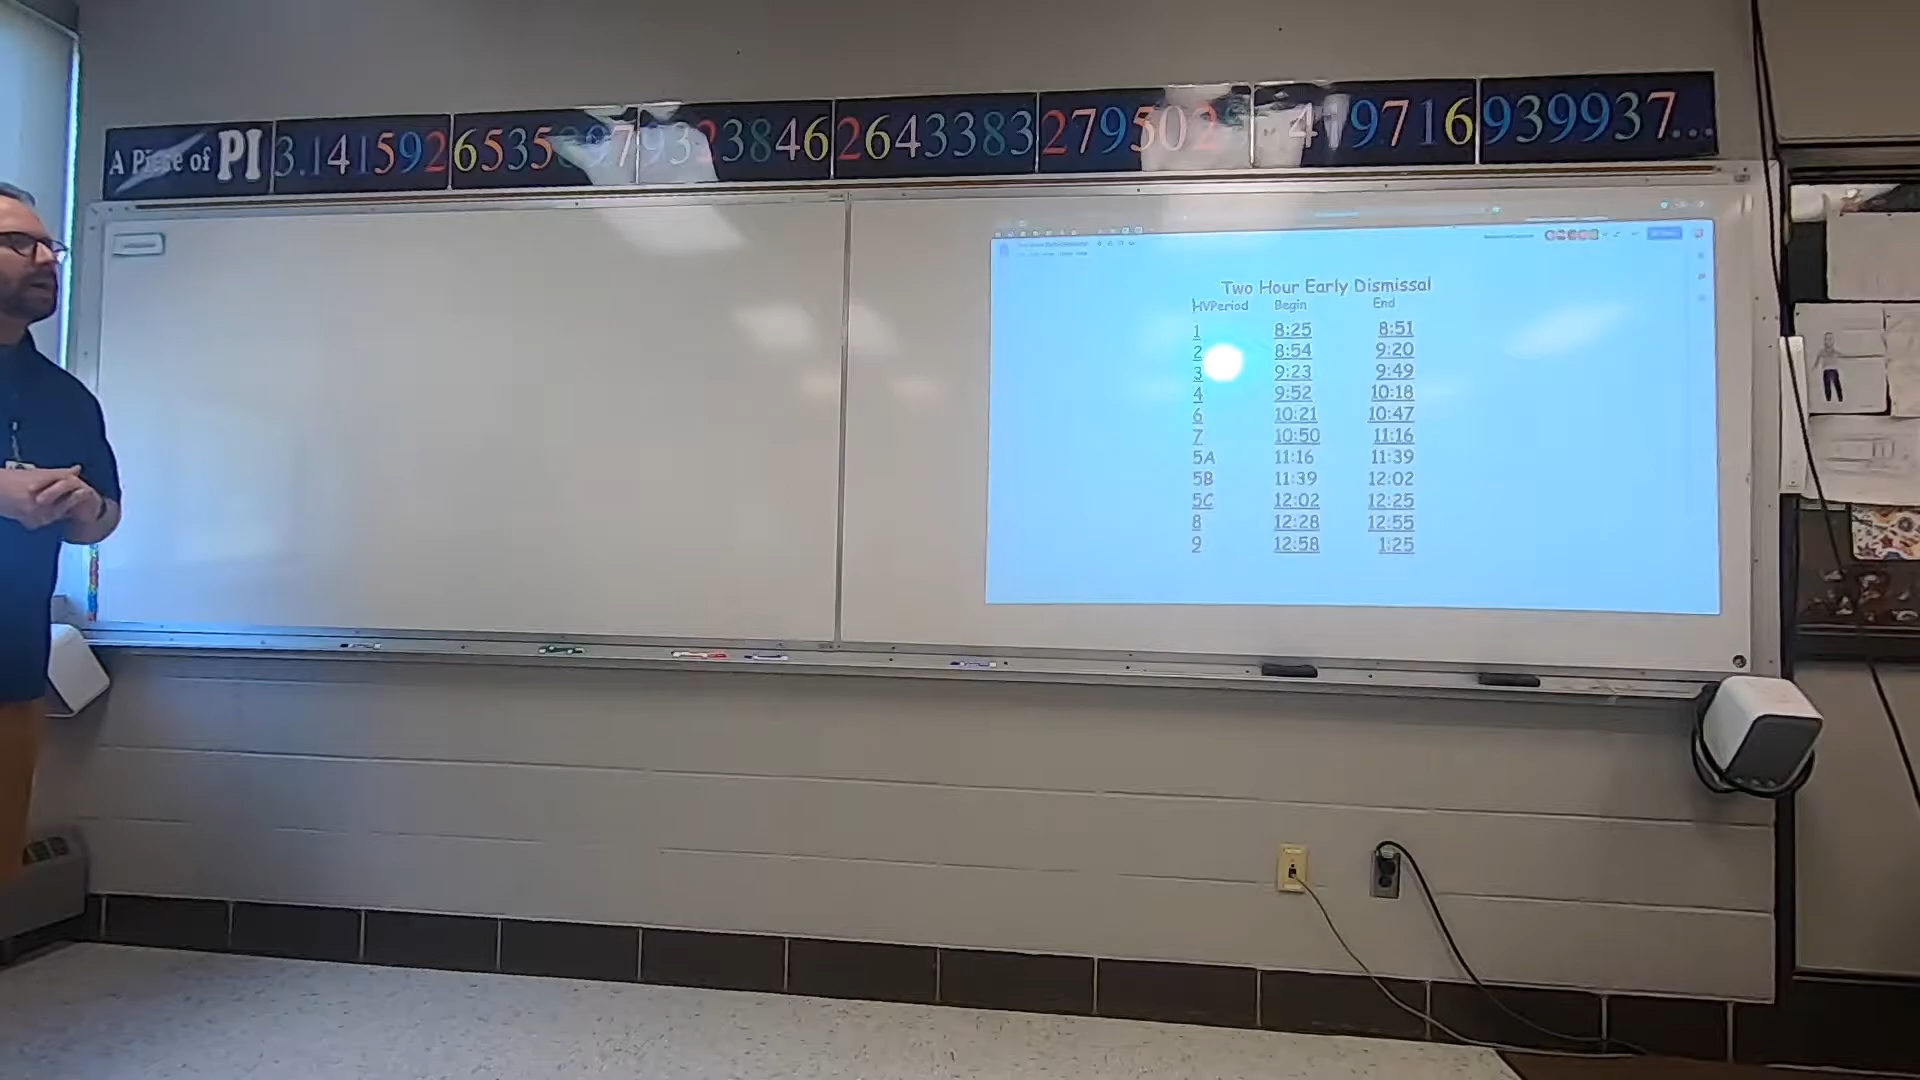 A Piece of PI 3.141592653589793238462643383279502 419716939937...
Two Hour Early Dismissal
HVPeriod Begin End
1 8:25 8:51
2 8:54 9:20
3 9:23 9:49
4 9:52 10:18
6 10:21 10:47
7 10:50 11:16
5A 11:16 11:39
5B 11:39 12:02
5C 12:02 12:25
8 12:28 12:55
9 12:58 1:25